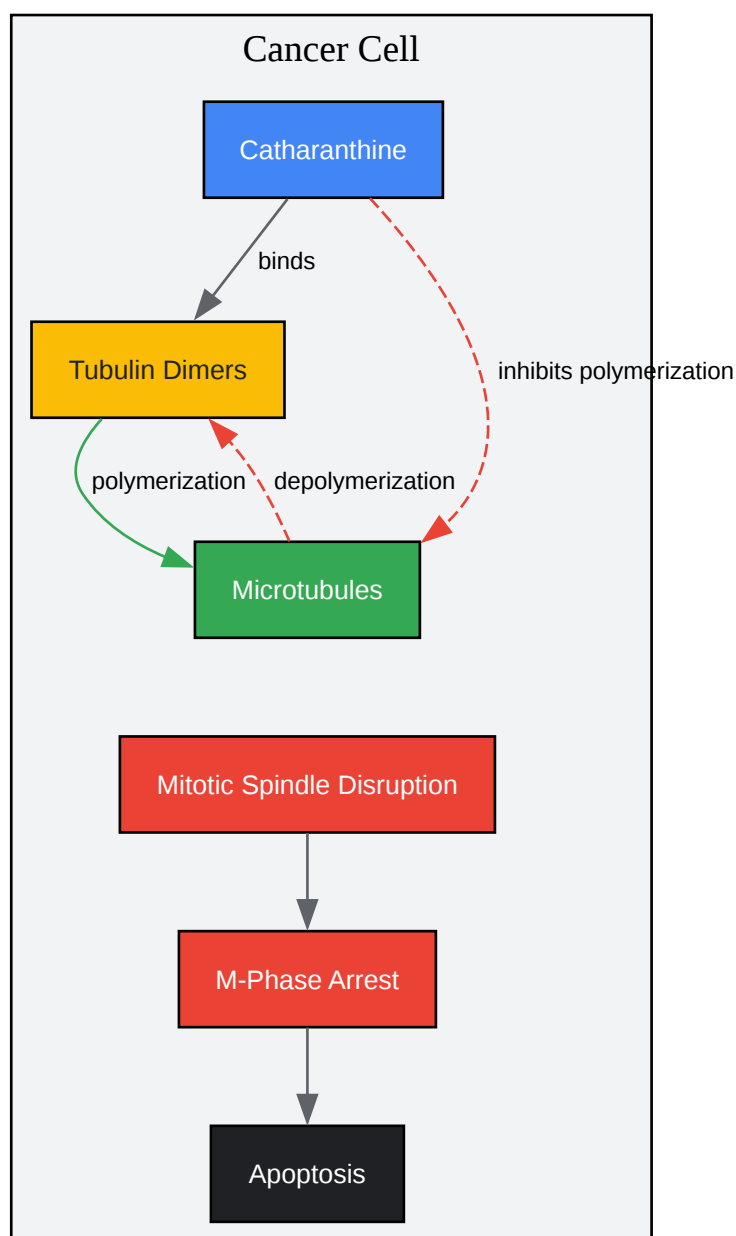 Cancer Cell
Catharanthine
binds
Tubulin Dimers
inhibits polymerization
polymerization
depolymerization
Microtubules
Mitotic Spindle Disruption
M-Phase Arrest
Apoptosis